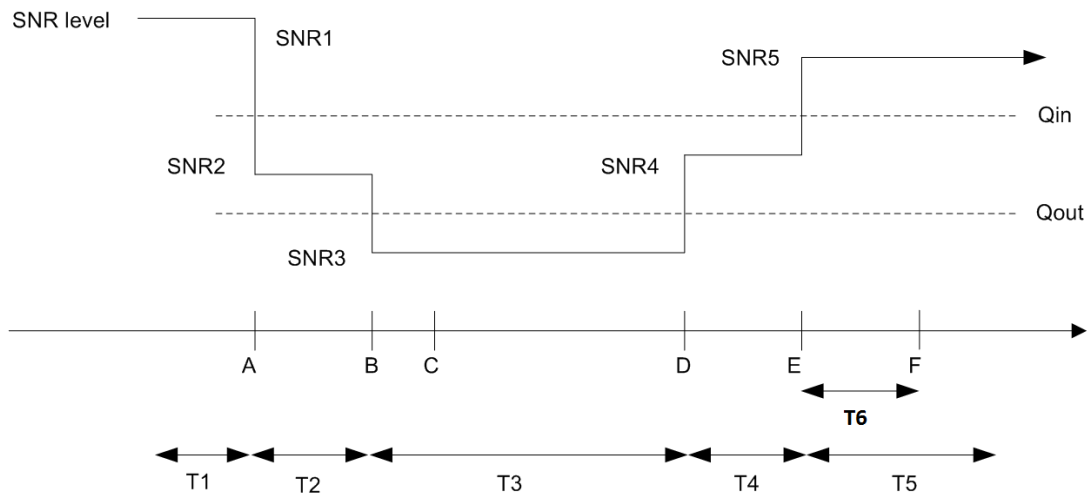 SNR level
SNR1
SNR5
Qin
SNR2
SNR4
Qout
SNR3
A B C D E F
T6
T1 T2 T3 T4 T5